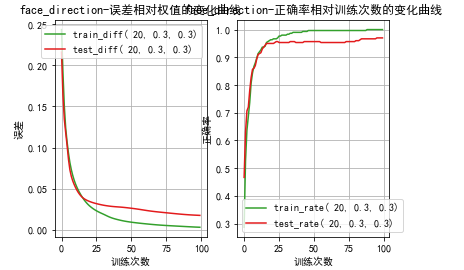 face_direction-误差相对权值的变化曲线
train_diff( 20, 0.3, 0.3)
test_diff( 20, 0.3, 0.3)
0.25
0.20
0.15
0.10
0.05
0.00
误差
0 25 50 75 100
训练次数
face_direction-正确率相对训练次数的变化曲线
1.0
0.9
0.8
0.7
0.6
0.5
0.4
0.3
正确率
train_rate( 20, 0.3, 0.3)
test_rate( 20, 0.3, 0.3)
0 25 50 75 100
训练次数